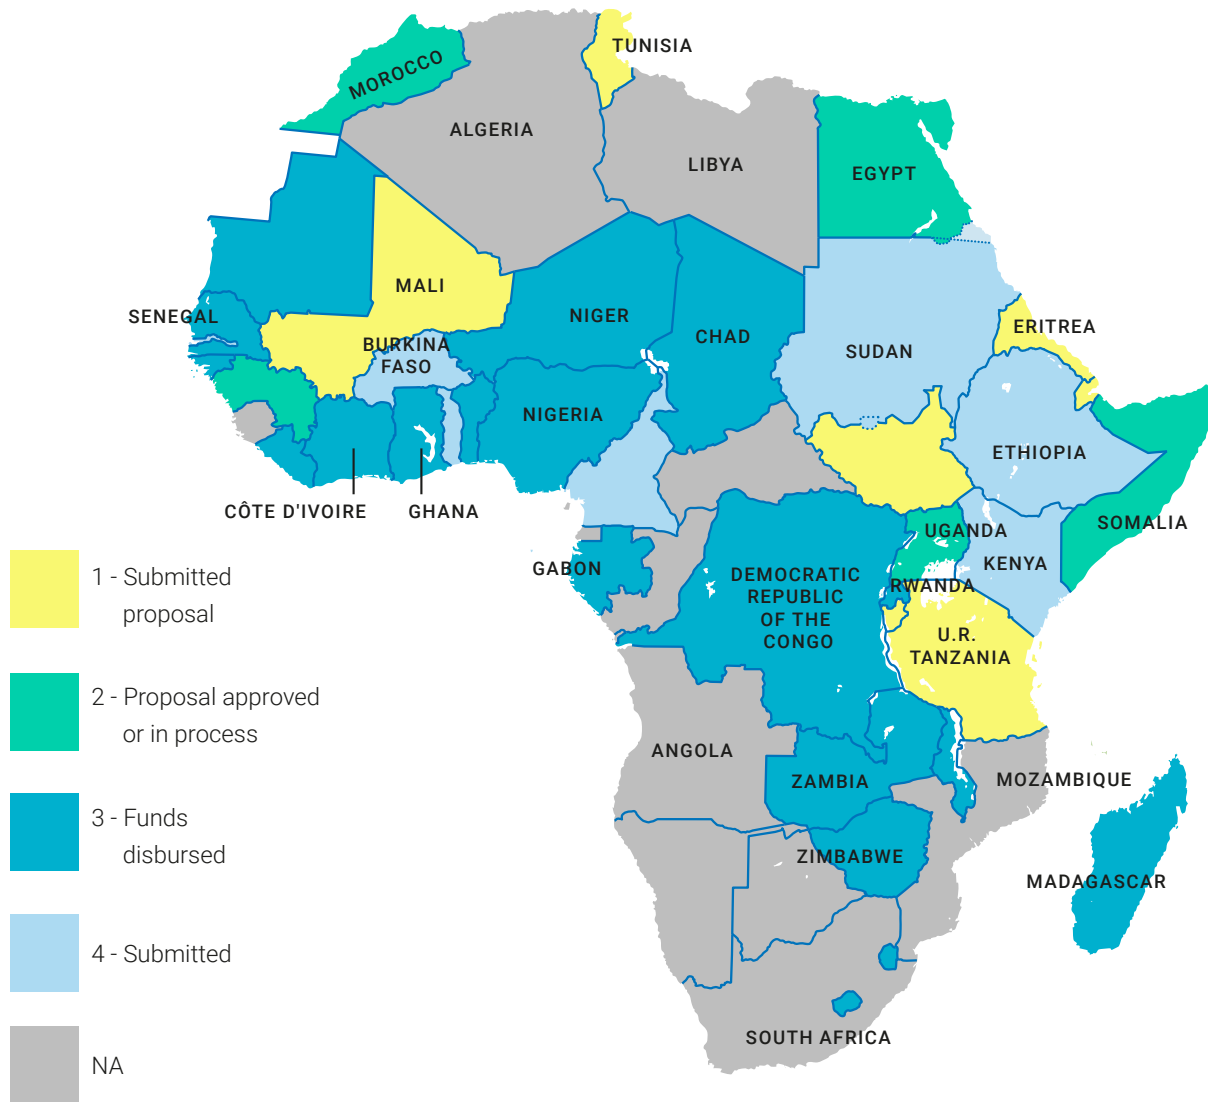 TUNISIA
MOROCCO
ALGERIA
LIBYA
EGYPT
MALI
SENEGAL
NIGER
CHAD
ERITREA
BURKINA
FASO
SUDAN
NIGERIA
ETHIOPIA
CÔTE D'IVOIRE
GHANA
SOMALIA
UGANDA
KENYA
GABON
DEMOCRATIC
REPUBLIC
OF THE
CONGO
RWANDA
U.R.
TANZANIA
ANGOLA
ZAMBIA
MOZAMBIQUE
ZIMBABWE
MADAGASCAR
SOUTH AFRICA
1 - Submitted
proposal
2 - Proposal approved
or in process
3 - Funds
disbursed
4 - Submitted
NA